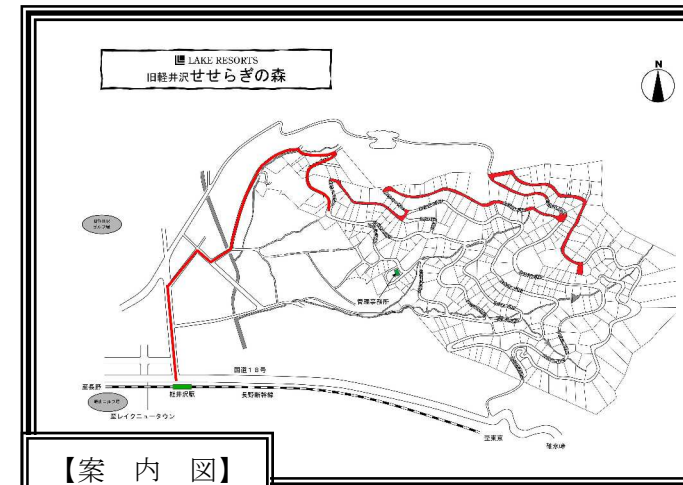 LAKE RESORTS
旧軽井沢せせらぎの森
N
管理事務所
国道18号
至長野
軽井沢駅
長野新幹線
至レイクニュータウン
至東京
碓氷峠
【案 内 図】